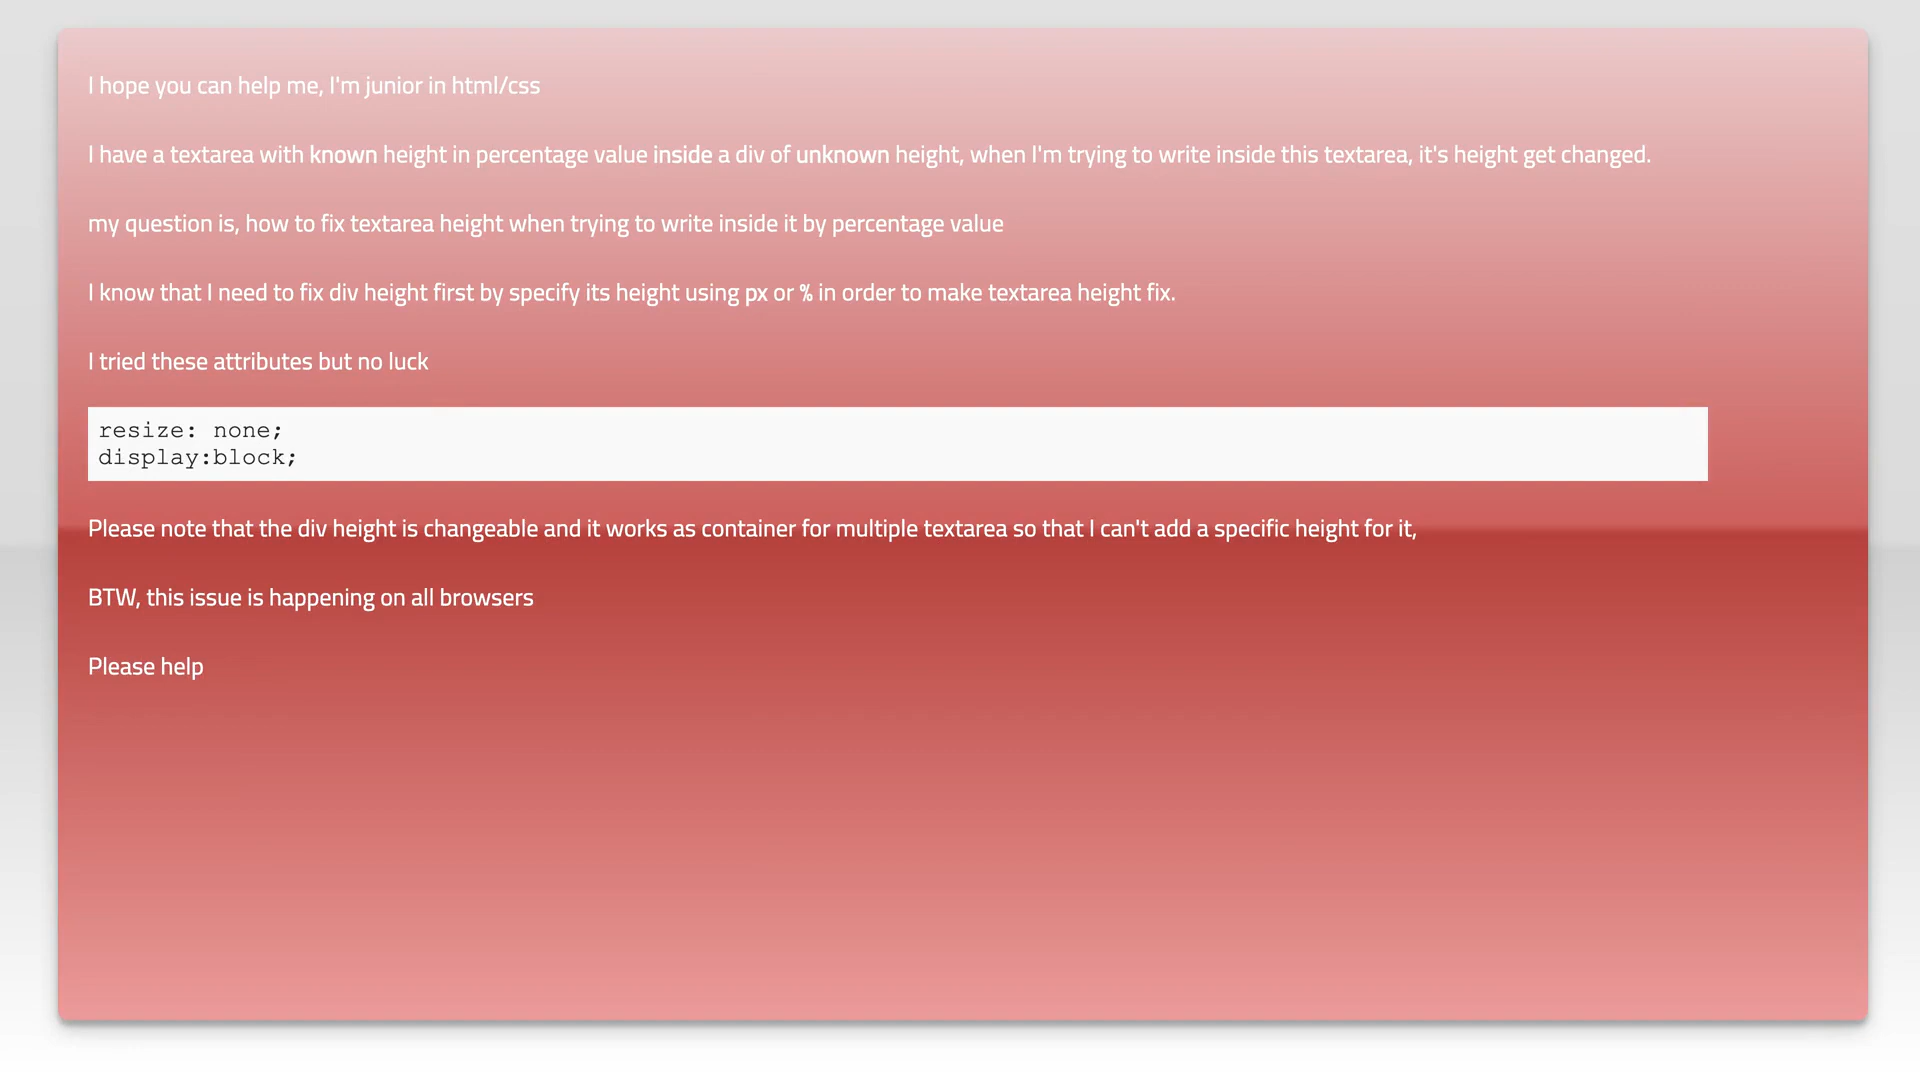 I hope you can help me, I'm junior in html/css
I have a textarea with known height in percentage value inside a div of unknown height, when I'm trying to write inside this textarea, it's height get changed.
my question is, how to fix textarea height when trying to write inside it by percentage value
I know that I need to fix div height first by specify its height using px or % in order to make textarea height fix.
I tried these attributes but no luck
resize: none;
display:block;
Please note that the div height is changeable and it works as container for multiple textarea so that I can't add a specific height for it,
BTW, this issue is happening on all browsers
Please help